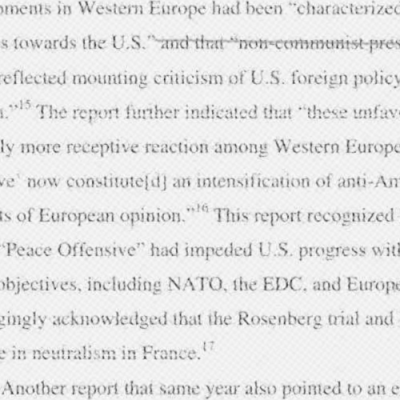 ments in Western Europe had been “characterized
s towards the U.S.” and that “non-communist pres
reflected mounting criticism of U.S. foreign policy
.”15 The report further indicated that “these unfav
ly more receptive reaction among Western Europe
ve’ now constitute[d] an intensification of anti-Am
ts of European opinion.”16 This report recognized
“Peace Offensive” had impeded U.S. progress wit
objectives, including NATO, the EDC, and Europe
gingly acknowledged that the Rosenberg trial and
e in neutralism in France.17
Another report that same year also pointed to an e